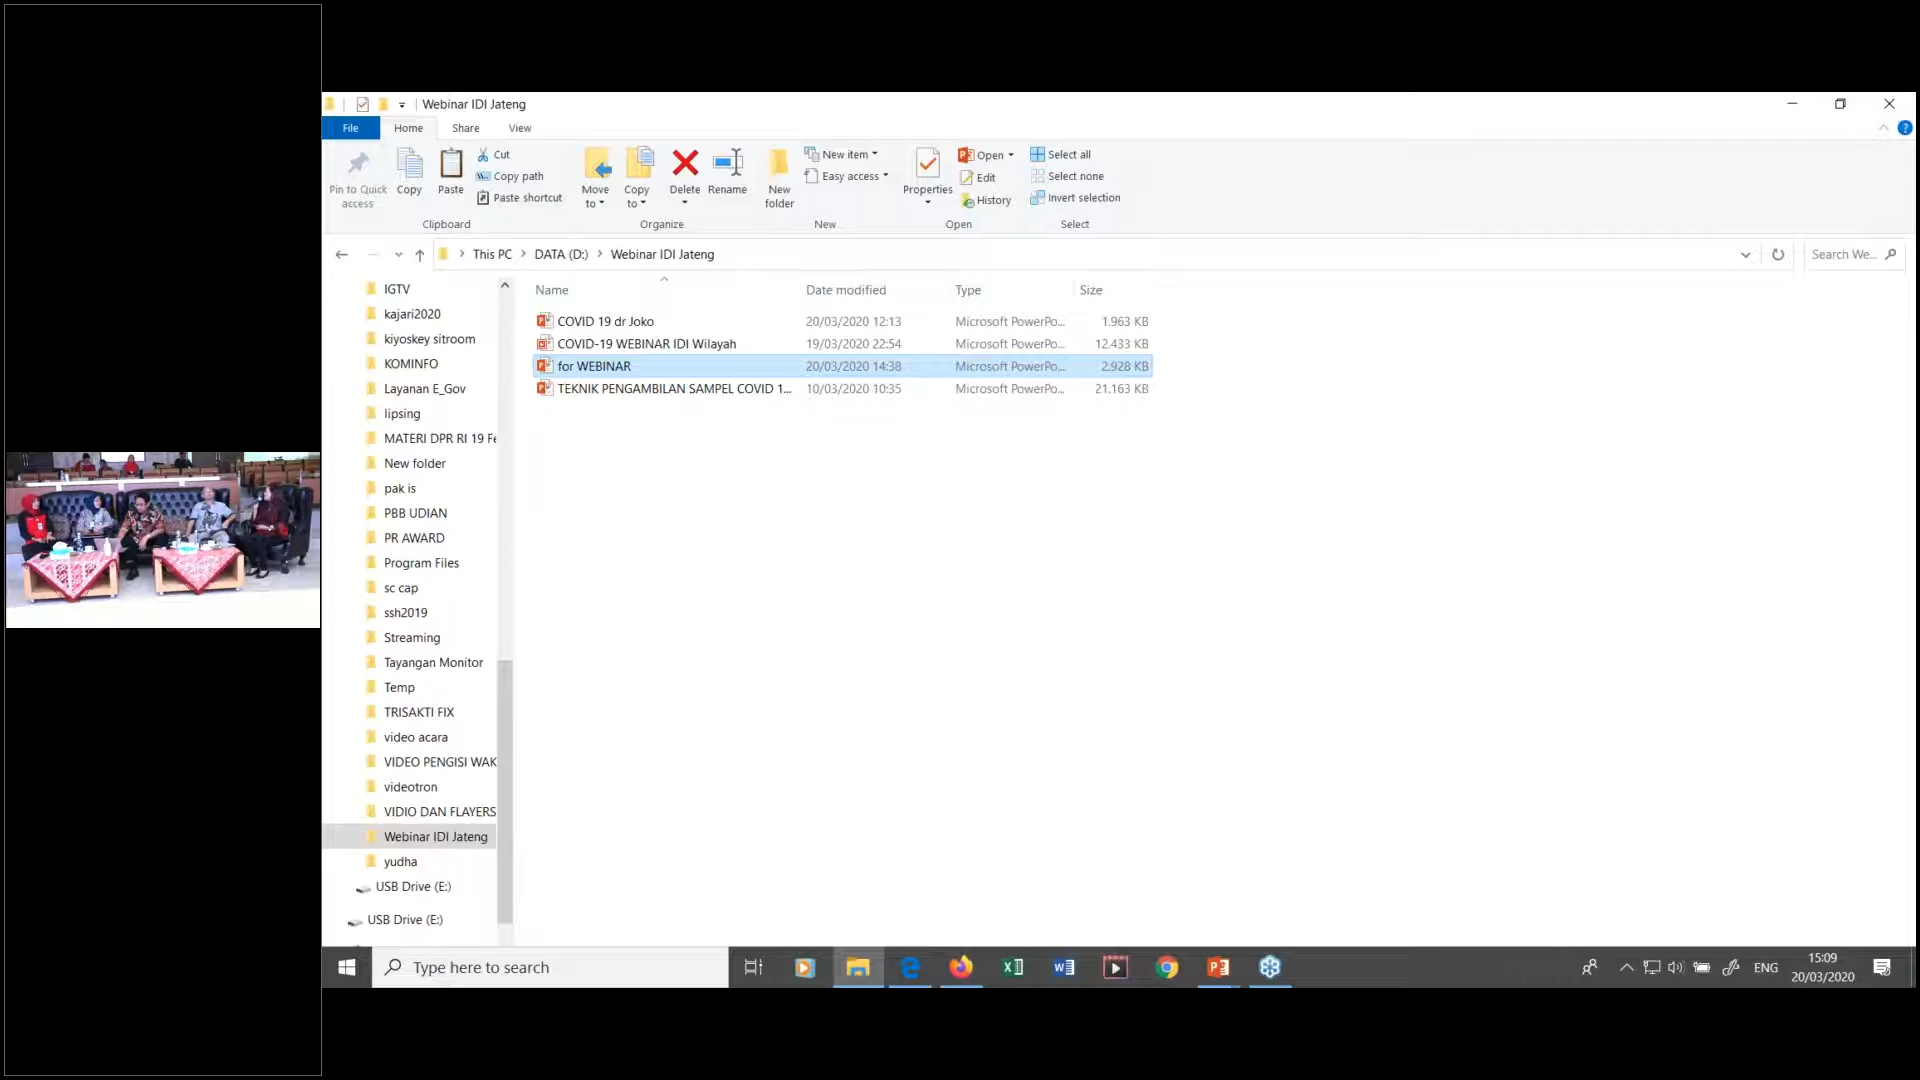 Webinar IDI Jateng
File Home Share View
Pin to Quick access
Copy
Paste
Cut
Copy path
Paste shortcut
Clipboard
Move to
Copy to
Delete
Rename
Organize
New folder
New item
Easy access
New
Properties
Open
Edit
History
Open
Select all
Select none
Invert selection
Select
This PC > DATA (D:) > Webinar IDI Jateng
Search We...
IGTV
kajari2020
kiyoskey sitroom
KOMINFO
Layanan E_Gov
lipsing
MATERI DPR RI 19 Fe
New folder
pak is
PBB UDIAN
PR AWARD
Program Files
sc cap
ssh2019
Streaming
Tayangan Monitor
Temp
TRISAKTI FIX
video acara
VIDEO PENGISI WAK
videotron
VIDIO DAN FLAYERS
Webinar IDI Jateng
yudha
USB Drive (E:)
USB Drive (E:)
Name Date modified Type Size
COVID 19 dr Joko 20/03/2020 12:13 Microsoft PowerPo... 1.963 KB
COVID-19 WEBINAR IDI Wilayah 19/03/2020 22:54 Microsoft PowerPo... 12.433 KB
for WEBINAR 20/03/2020 14:38 Microsoft PowerPo... 2.928 KB
TEKNIK PENGAMBILAN SAMPEL COVID 1... 10/03/2020 10:35 Microsoft PowerPo... 21.163 KB
Type here to search
ENG
15:09
20/03/2020